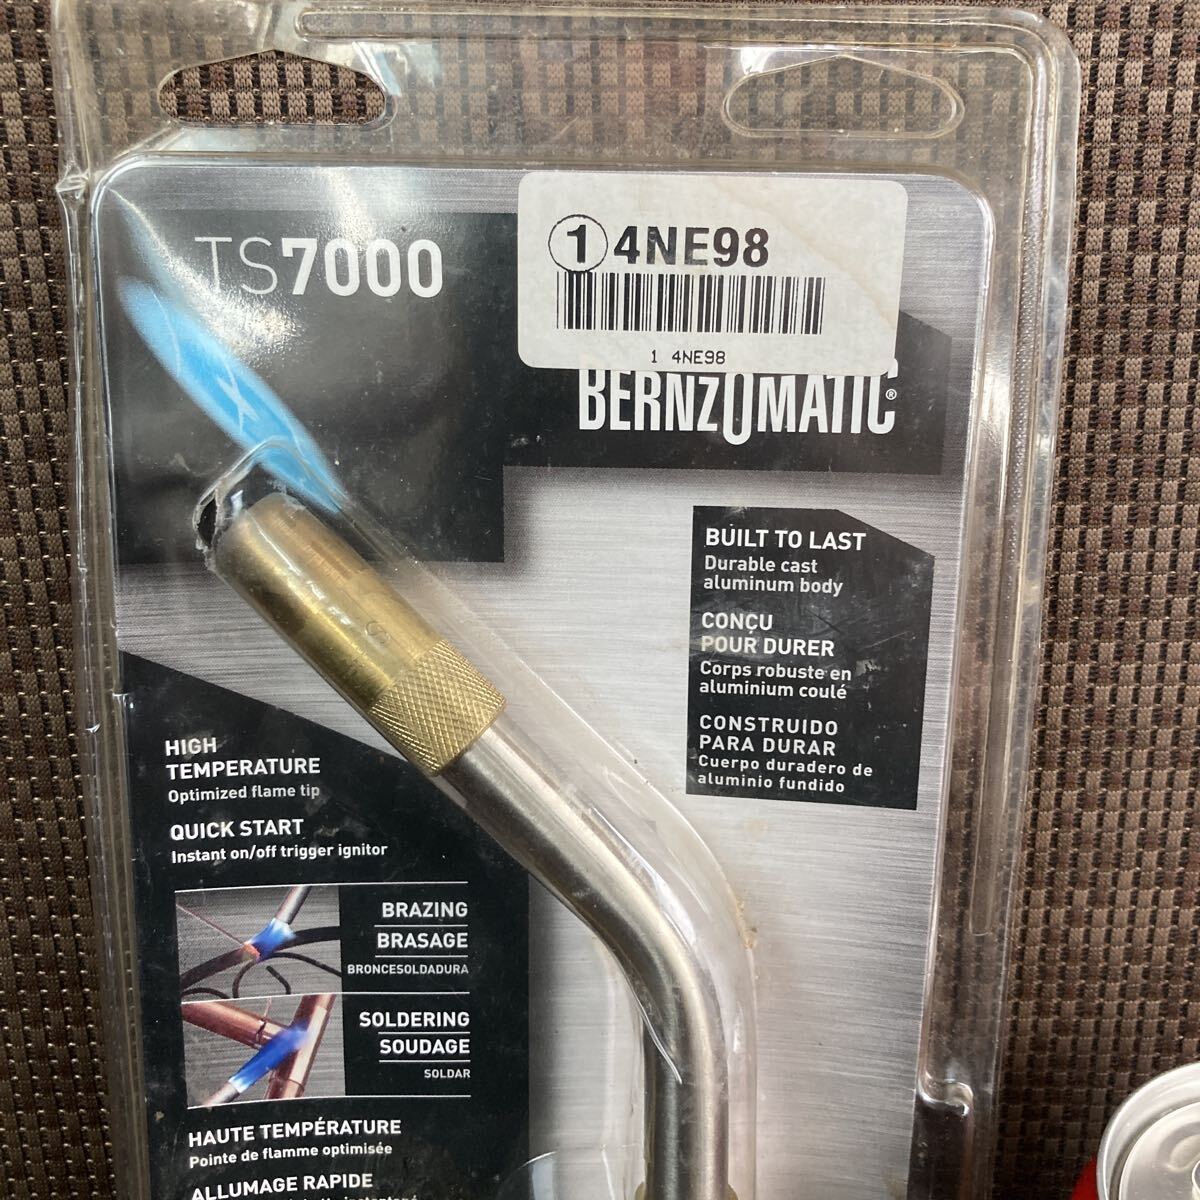 TS7000
1 4NE98
1 4NE98
BERNZOMATIC®
BUILT TO LAST
Durable cast
aluminum body
CONÇU
POUR DURER
Corps robuste en
aluminium coulé
CONSTRUIDO
PARA DURAR
Cuerpo duradero de
aluminio fundido
HIGH
TEMPERATURE
Optimized flame tip
QUICK START
Instant on/off trigger ignitor
BRAZING
BRASAGE
BRONCESOLDADURA
SOLDERING
SOUDAGE
SOLDAR
HAUTE TEMPÉRATURE
Pointe de flamme optimisée
ALLUMAGE RAPIDE